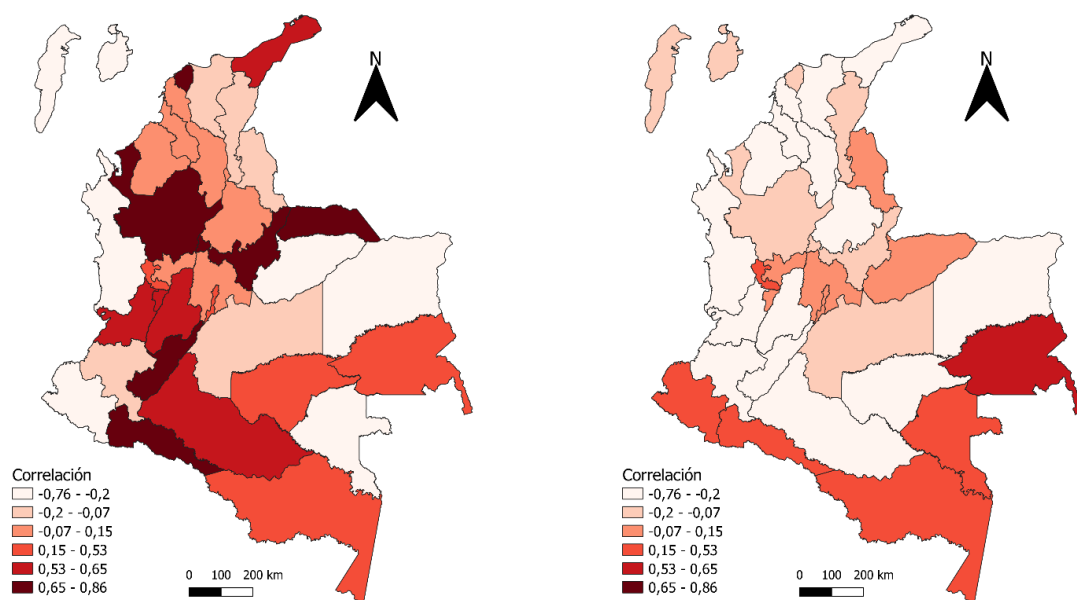 N
Correlación
-0,76 - -0,2
-0,2 - -0,07
-0,07 - 0,15
0,15 - 0,53
0,53 - 0,65
0,65 - 0,86
0 100 200 km
N
Correlación
-0,76 - -0,2
-0,2 - -0,07
-0,07 - 0,15
0,15 - 0,53
0,53 - 0,65
0,65 - 0,86
0 100 200 km